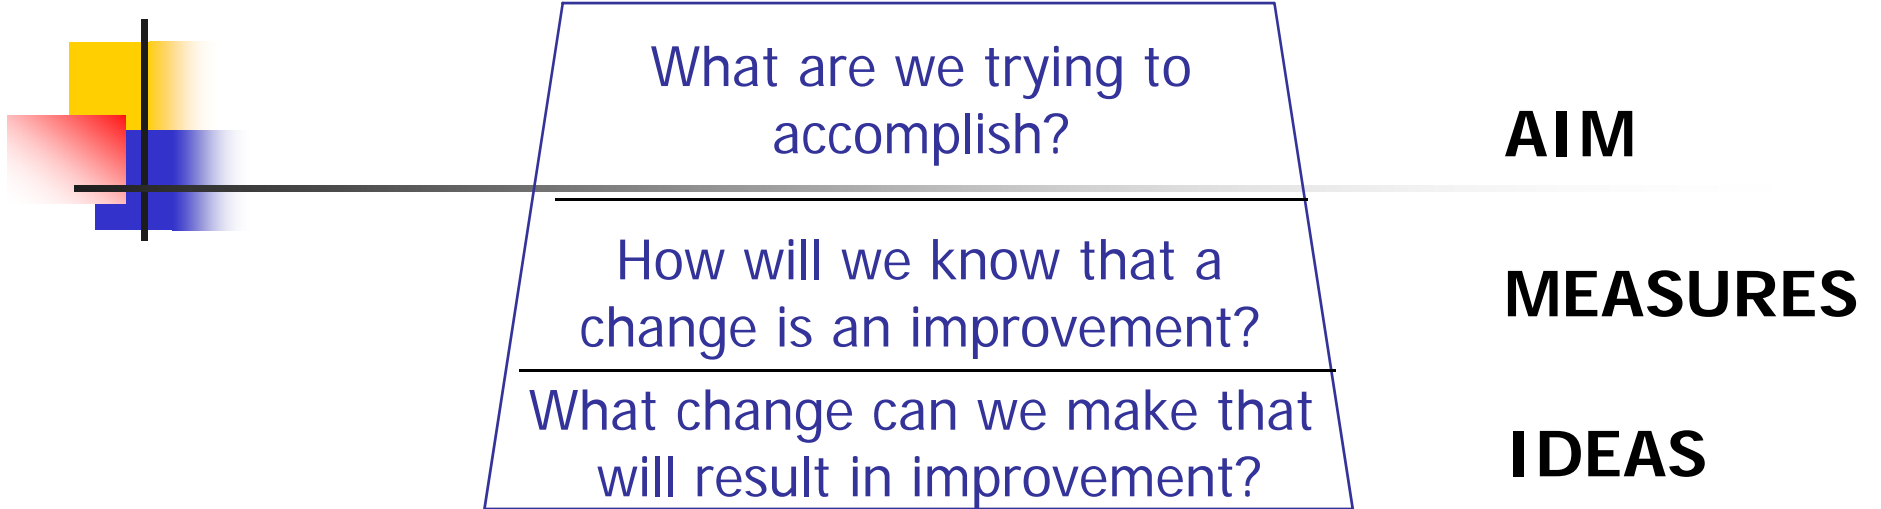 What are we trying to
accomplish?
AIM
How will we know that a
change is an improvement?
MEASURES
What change can we make that
will result in improvement?
IDEAS